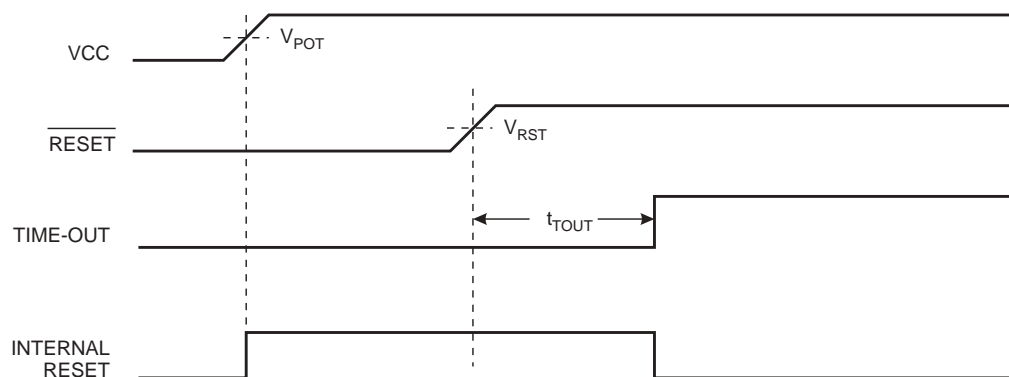 VCC
VPOT
RESET
VRST
TIME-OUT
tTOUT
INTERNAL
RESET